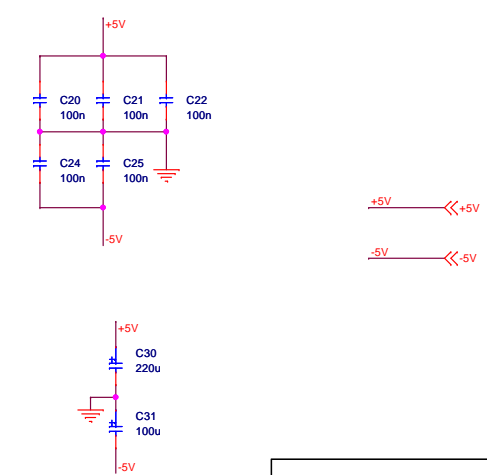 +5V
C20 C21 C22
100n 100n 100n
C24 C25
100n 100n
+5V +5V
-5V
-5V -5V
+5V
C30
220u
C31
100u
-5V